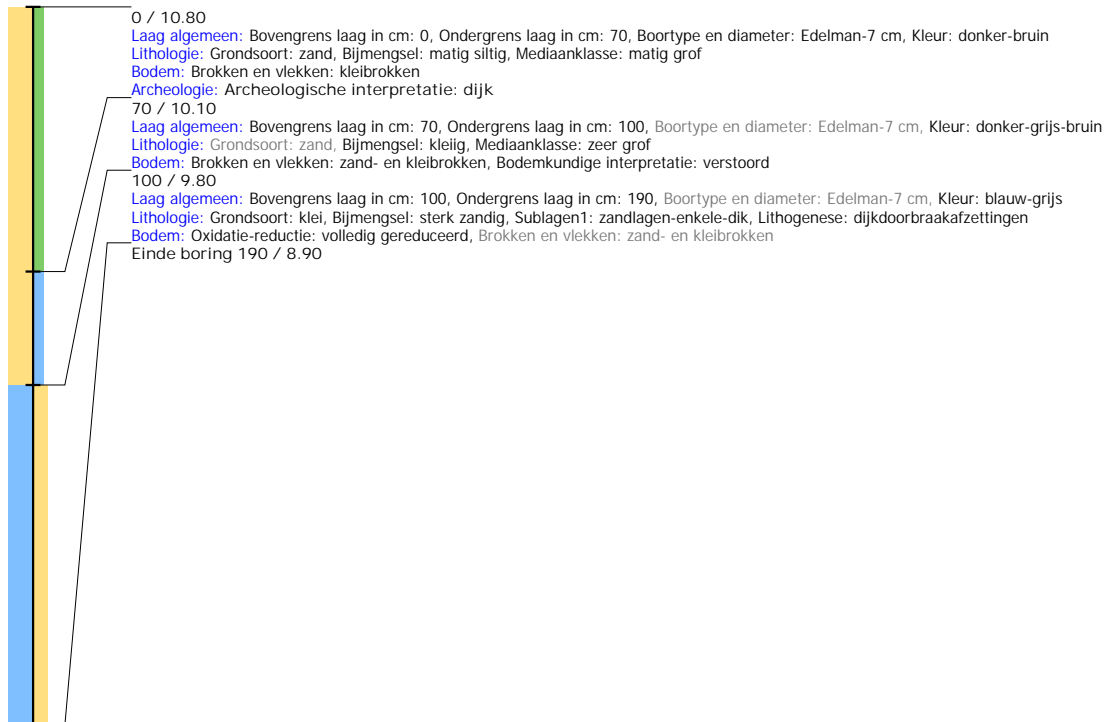 0 / 10.80
Laag algemeen: Bovengrens laag in cm: 0, Ondergrens laag in cm: 70, Boortype en diameter: Edelman-7 cm, Kleur: donker-bruin
Lithologie: Grondsoort: zand, Bijmengsel: matig siltig, Mediaanklasse: matig grof
Bodem: Brokken en vlekken: kleibrokken
Archeologie: Archeologische interpretatie: dijk
70 / 10.10
Laag algemeen: Bovengrens laag in cm: 70, Ondergrens laag in cm: 100, Boortype en diameter: Edelman-7 cm, Kleur: donker-grijs-bruin
Lithologie: Grondsoort: zand, Bijmengsel: kleiig, Mediaanklasse: zeer grof
Bodem: Brokken en vlekken: zand- en kleibrokken, Bodemkundige interpretatie: verstoord
100 / 9.80
Laag algemeen: Bovengrens laag in cm: 100, Ondergrens laag in cm: 190, Boortype en diameter: Edelman-7 cm, Kleur: blauw-grijs
Lithologie: Grondsoort: klei, Bijmengsel: sterk zandig, Sublagen1: zandlagen-enkele-dik, Lithogenese: dijkdoorbraakafzettingen
Bodem: Oxidatie-reductie: volledig gereduceerd, Brokken en vlekken: zand- en kleibrokken
Einde boring 190 / 8.90